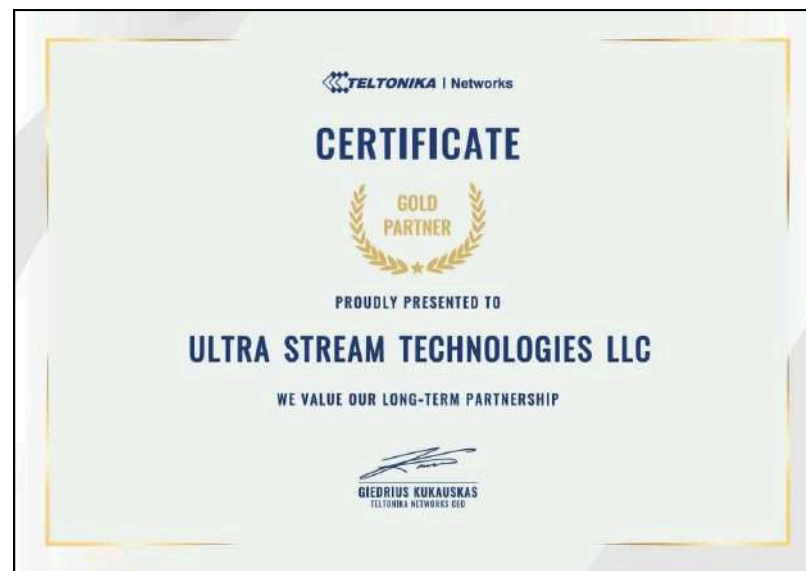 TELTONIKA | Networks
CERTIFICATE
GOLD
PARTNER
PROUDLY PRESENTED TO
ULTRA STREAM TECHNOLOGIES LLC
WE VALUE OUR LONG-TERM PARTNERSHIP
GIEDRIUS KUKAUSKAS
TELTONIKA NETWORKS CEO